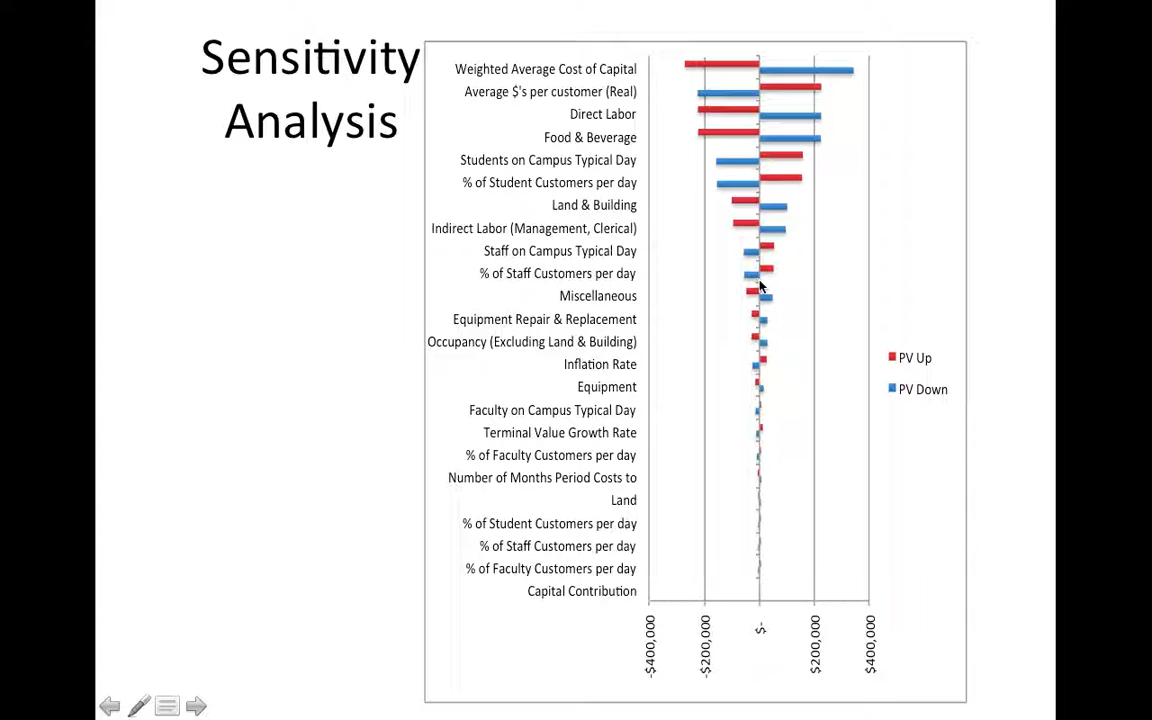 Sensitivity
Analysis
Weighted Average Cost of Capital
Average $'s per customer (Real)
Direct Labor
Food & Beverage
Students on Campus Typical Day
% of Student Customers per day
Land & Building
Indirect Labor (Management, Clerical)
Staff on Campus Typical Day
% of Staff Customers per day
Miscellaneous
Equipment Repair & Replacement
Occupancy (Excluding Land & Building)
Inflation Rate
Equipment
Faculty on Campus Typical Day
Terminal Value Growth Rate
% of Faculty Customers per day
Number of Months Period Costs to
Land
% of Student Customers per day
% of Staff Customers per day
% of Faculty Customers per day
Capital Contribution
PV Up
PV Down
-$400,000
-$200,000
$-
$200,000
$400,000